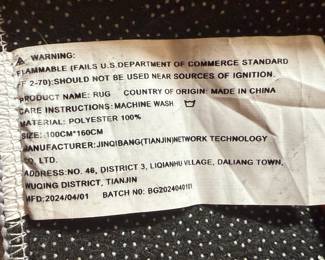 ⚠ WARNING:
FLAMMABLE (FAILS U.S.DEPARTMENT OF COMMERCE STANDARD
FF 2-70):SHOULD NOT BE USED NEAR SOURCES OF IGNITION.
PRODUCT NAME: RUG COUNTRY OF ORIGIN: MADE IN CHINA
CARE INSTRUCTIONS: MACHINE WASH
MATERIAL: POLYESTER 100%
SIZE: 100CM*160CM
MANUFACTURER:JINQIBANG(TIANJIN)NETWORK TECHNOLOGY
CO, LTD.
ADDRESS:NO. 46, DISTRICT 3, LIQIANHU VILLAGE, DALIANG TOWN,
WUQING DISTRICT, TIANJIN
MFD:2024/04/01 BATCH NO: BG2024040101